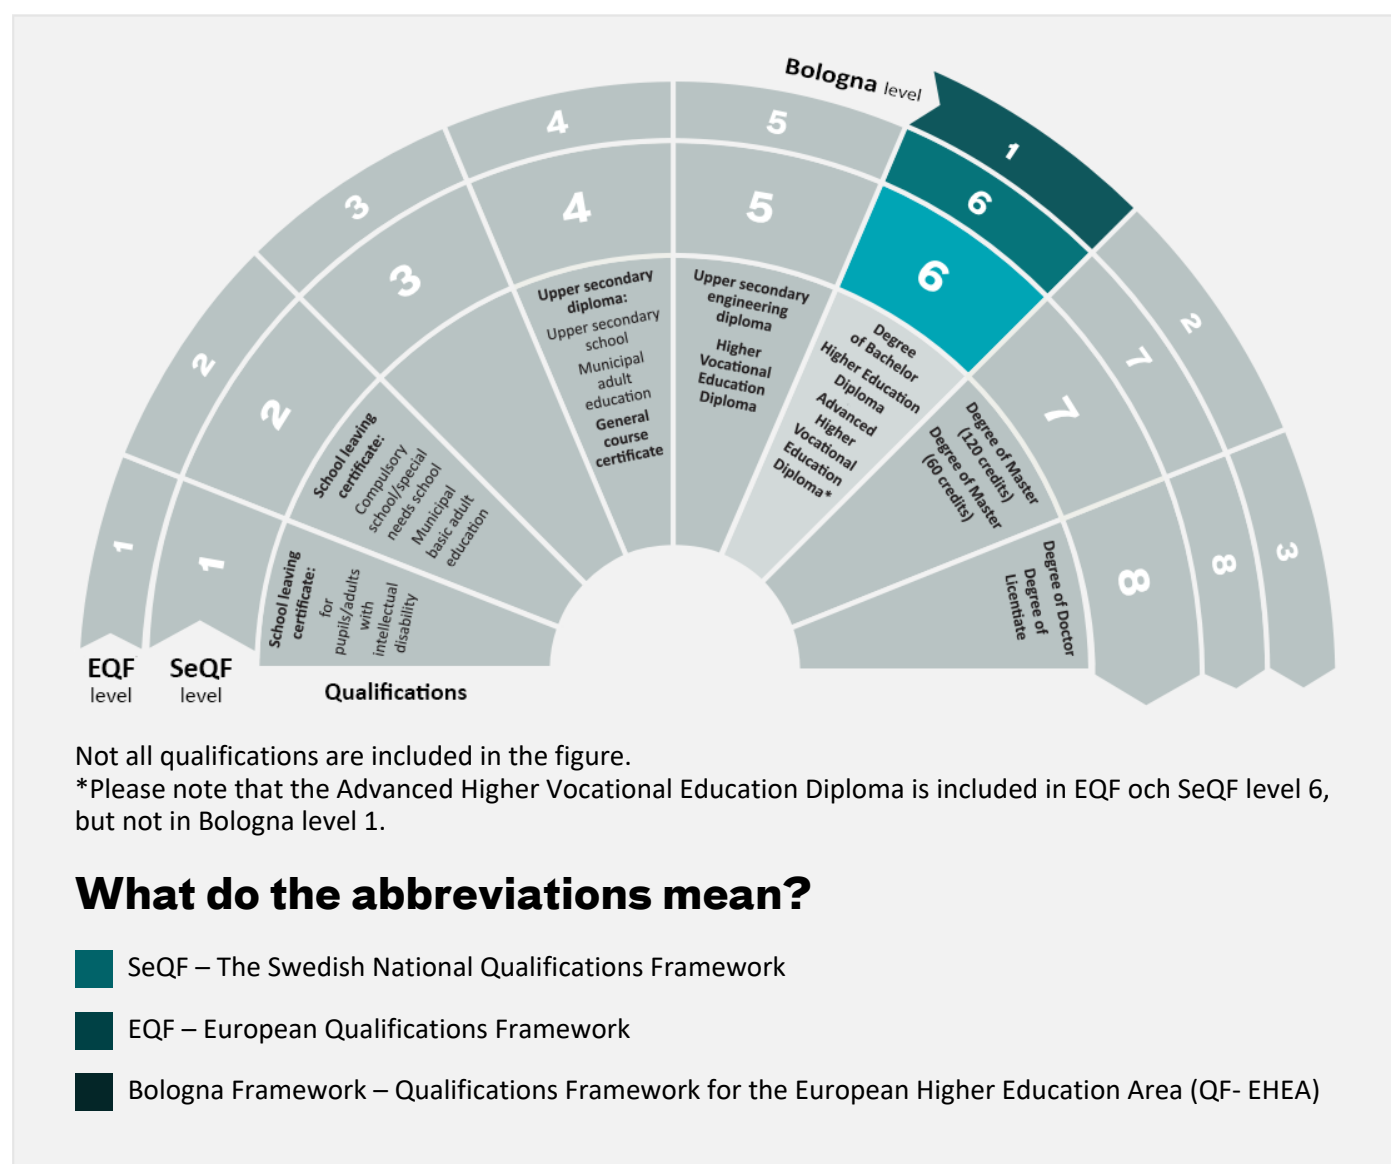 Bologna level
1
2
3
1
2
3
4
5
6
7
8
1
2
3
4
5
6
7
8
School leaving
certificate:
for
pupils/adults
with
intellectual
disability
School leaving
certificate:
Compulsory
school/special
needs school
Municipal
basic adult
education
Upper secondary
diploma:
Upper secondary
school
Municipal
adult
education
General
course
certificate
Upper secondary
engineering
diploma
Higher
Vocational
Education
Diploma
Degree
of Bachelor
Higher Education
Diploma
Advanced
Higher
Vocational
Education
Diploma*
Degree of Master
(120 credits)
Degree of Master
(60 credits)
Degree of Doctor
Degree of
Licentiate
EQF
level
SeQF
level
Qualifications
Not all qualifications are included in the figure.
*Please note that the Advanced Higher Vocational Education Diploma is included in EQF och SeQF level 6,
but not in Bologna level 1.
What do the abbreviations mean?
SeQF – The Swedish National Qualifications Framework
EQF – European Qualifications Framework
Bologna Framework – Qualifications Framework for the European Higher Education Area (QF- EHEA)